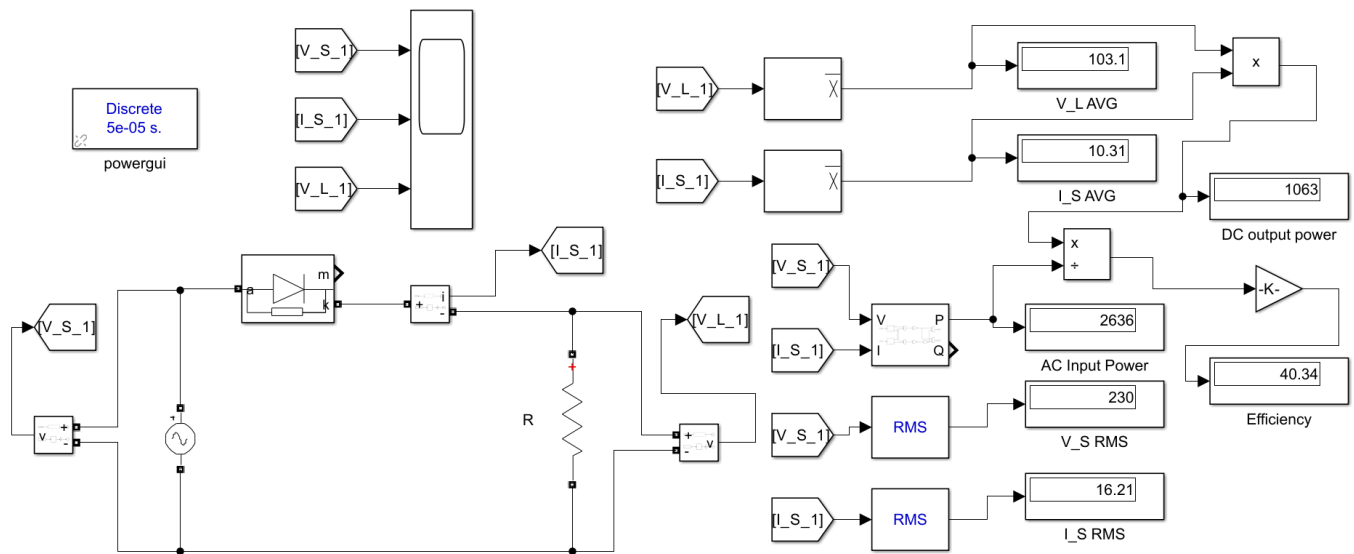 [V_S_1]
[I_S_1]
[V_L_1]
Discrete
5e-05 s.
powergui
[V_L_1]
[I_S_1]
103.1
V_L AVG
10.31
I_S AVG
x
1063
DC output power
x
÷
-K-
40.34
Efficiency
[V_S_1]
[I_S_1]
V
I
P
Q
2636
AC Input Power
[V_S_1]
RMS
230
V_S RMS
[I_S_1]
RMS
16.21
I_S RMS
[V_S_1]
v
+
-
a
m
k
[I_S_1]
i
+
-
[V_L_1]
+
R
+
-
v